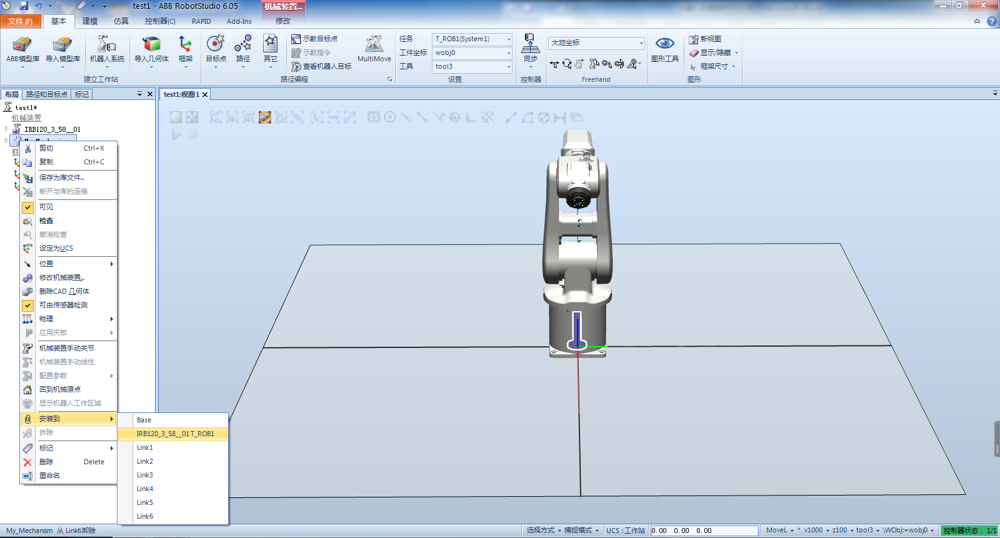 test1 - ABB RobotStudio 6.05
机械装置...
文件(F) 基本 建模 仿真 控制器(C) RAPID Add-Ins 修改
ABB模型库 导入模型库 机器人系统 导入几何体 框架
建立工作站
目标点 路径 其它
示教目标点
示教指令
查看机器人目标
MultiMove
路径编程
任务 T_ROB1(System1)
工件坐标 wobj0
工具 tool3
设置
同步
控制器
大地坐标
Freehand
图形工具
新视图
显示/隐藏
框架尺寸
图形
布局 路径和目标点 标记
test1:视图1
test1*
机械装置
IRB120_3_58__01
框
剪切 Ctrl+X
复制 Ctrl+C
保存为库文件...
断开与库的连接
可见
检查
撤消检查
设定为UCS
位置
修改机械装置...
删除CAD 几何体
可由传感器检测
物理
应用夹板
机械装置手动关节
机械装置手动线性
配置参数
回到机械原点
显示机器人工作区域
安装到
拆除
标记
删除 Delete
重命名
Base
IRB120_3_58__01 T_ROB1
Link1
Link2
Link3
Link4
Link5
Link6
My_Mechanism 从 Link6卸除
选择方式 捕捉模式 UCS : 工作站 0.00 0.00 0.00 MoveL * v1000 z100 tool3 \WObj:=wobj0 控制器状态： 1/1